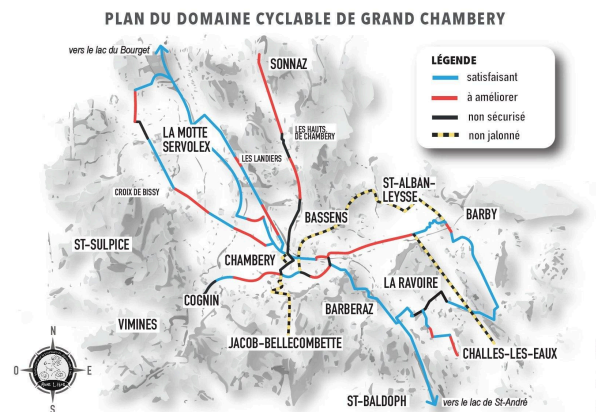 PLAN DU DOMAINE CYCLABLE DE GRAND CHAMBERY
vers le lac du Bourget
SONNAZ
LÉGENDE
satisfaisant
à améliorer
non sécurisé
non jalonné
LA MOTTE
SERVOLEX
LES HAUTS
DE CHAMBERY
LES LANDIERS
CROIX DE BISSY
ST-ALBAN-
LEYSSE
BASSENS
BARBY
ST-SULPICE
CHAMBERY
LA RAVOIRE
COGNIN
BARBERAZ
VIMINES
JACOB-BELLECOMBETTE
CHALLES-LES-EAUX
N
O
E
S
ST-BALDOPH
vers le lac de St-André